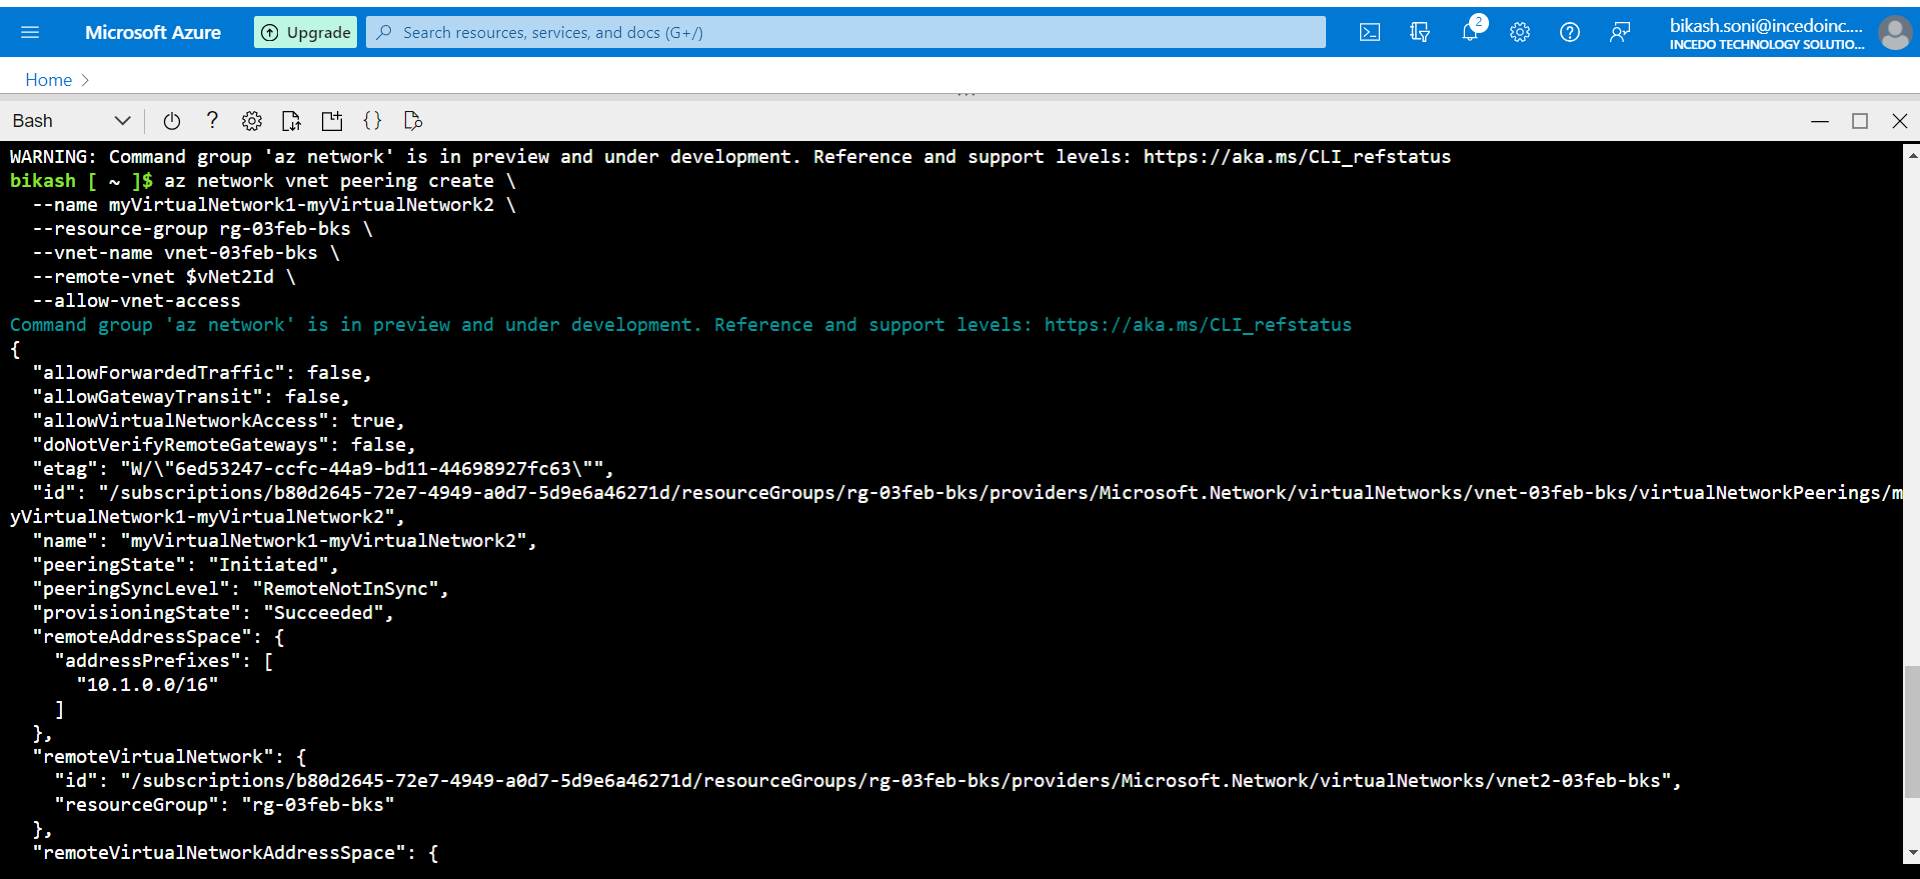 Microsoft Azure
Upgrade
Search resources, services, and docs (G+/)
2
bikash.soni@incedoinc....
INCEDO TECHNOLOGY SOLUTIO...
Home >
Bash
WARNING: Command group 'az network' is in preview and under development. Reference and support levels: https://aka.ms/CLI_refstatus
bikash [ ~ ]$ az network vnet peering create \
  --name myVirtualNetwork1-myVirtualNetwork2 \
  --resource-group rg-03feb-bks \
  --vnet-name vnet-03feb-bks \
  --remote-vnet $vNet2Id \
  --allow-vnet-access
Command group 'az network' is in preview and under development. Reference and support levels: https://aka.ms/CLI_refstatus
{
  "allowForwardedTraffic": false,
  "allowGatewayTransit": false,
  "allowVirtualNetworkAccess": true,
  "doNotVerifyRemoteGateways": false,
  "etag": "W/\"6ed53247-ccfc-44a9-bd11-44698927fc63\"",
  "id": "/subscriptions/b80d2645-72e7-4949-a0d7-5d9e6a46271d/resourceGroups/rg-03feb-bks/providers/Microsoft.Network/virtualNetworks/vnet-03feb-bks/virtualNetworkPeerings/m
yVirtualNetwork1-myVirtualNetwork2",
  "name": "myVirtualNetwork1-myVirtualNetwork2",
  "peeringState": "Initiated",
  "peeringSyncLevel": "RemoteNotInSync",
  "provisioningState": "Succeeded",
  "remoteAddressSpace": {
    "addressPrefixes": [
      "10.1.0.0/16"
    ]
  },
  "remoteVirtualNetwork": {
    "id": "/subscriptions/b80d2645-72e7-4949-a0d7-5d9e6a46271d/resourceGroups/rg-03feb-bks/providers/Microsoft.Network/virtualNetworks/vnet2-03feb-bks",
    "resourceGroup": "rg-03feb-bks"
  },
  "remoteVirtualNetworkAddressSpace": {